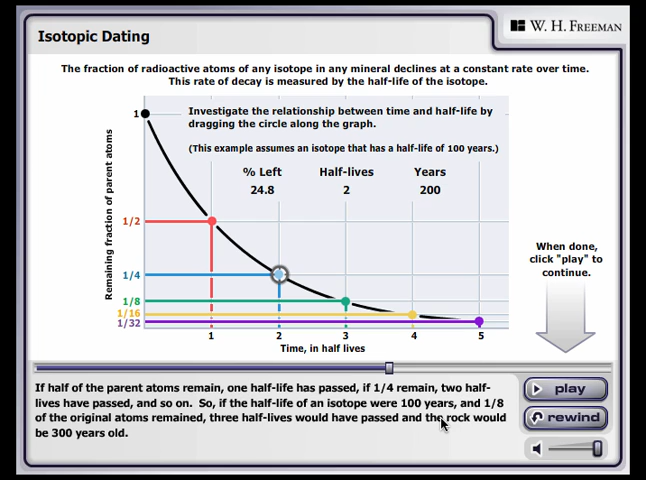 Isotopic Dating
W. H. FREEMAN
The fraction of radioactive atoms of any isotope in any mineral declines at a constant rate over time.
This rate of decay is measured by the half-life of the isotope.
Investigate the relationship between time and half-life by
dragging the circle along the graph.
(This example assumes an isotope that has a half-life of 100 years.)
% Left Half-lives Years
24.8 2 200
Remaining fraction of parent atoms
1
1/2
1/4
1/8
1/16
1/32
1 2 3 4 5
Time, in half lives
When done,
click "play" to
continue.
If half of the parent atoms remain, one half-life has passed, if 1/4 remain, two half-
lives have passed, and so on. So, if the half-life of an isotope were 100 years, and 1/8
of the original atoms remained, three half-lives would have passed and the rock would
be 300 years old.
play
rewind